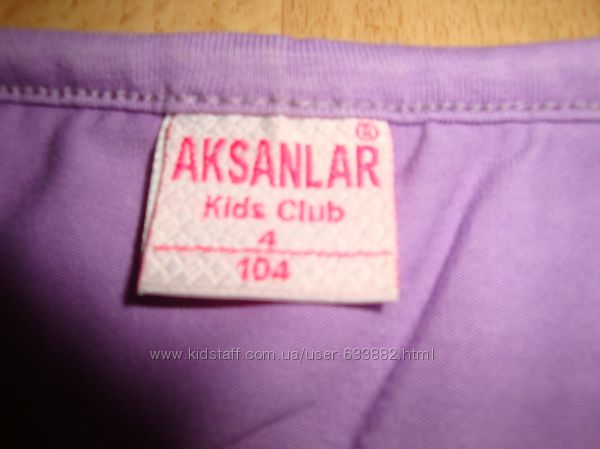 ®
AKSANLAR
Kids Club
4
104
www.kidstaff.com.ua/user-633882.html